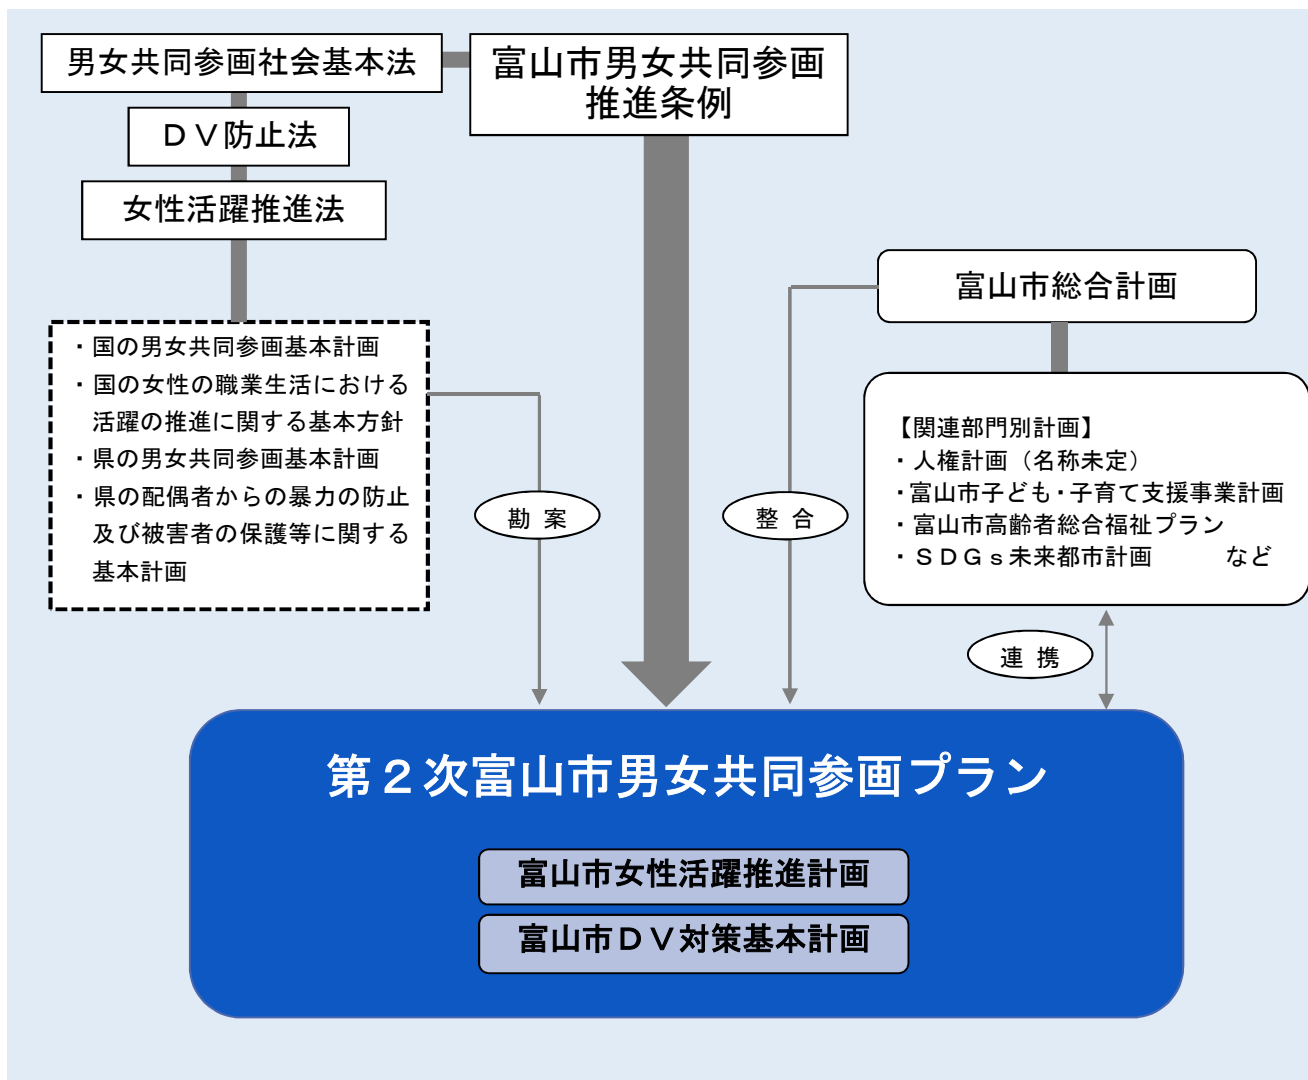 男女共同参画社会基本法
富山市男女共同参画
推進条例
ＤＶ防止法
女性活躍推進法
富山市総合計画
・国の男女共同参画基本計画
・国の女性の職業生活における
活躍の推進に関する基本方針
・県の男女共同参画基本計画
・県の配偶者からの暴力の防止
及び被害者の保護等に関する
基本計画
【関連部門別計画】
・人権計画（名称未定）
・富山市子ども・子育て支援事業計画
・富山市高齢者総合福祉プラン
・ＳＤＧｓ未来都市計画　　　など
勘 案
整 合
連 携
第２次富山市男女共同参画プラン
富山市女性活躍推進計画
富山市ＤＶ対策基本計画